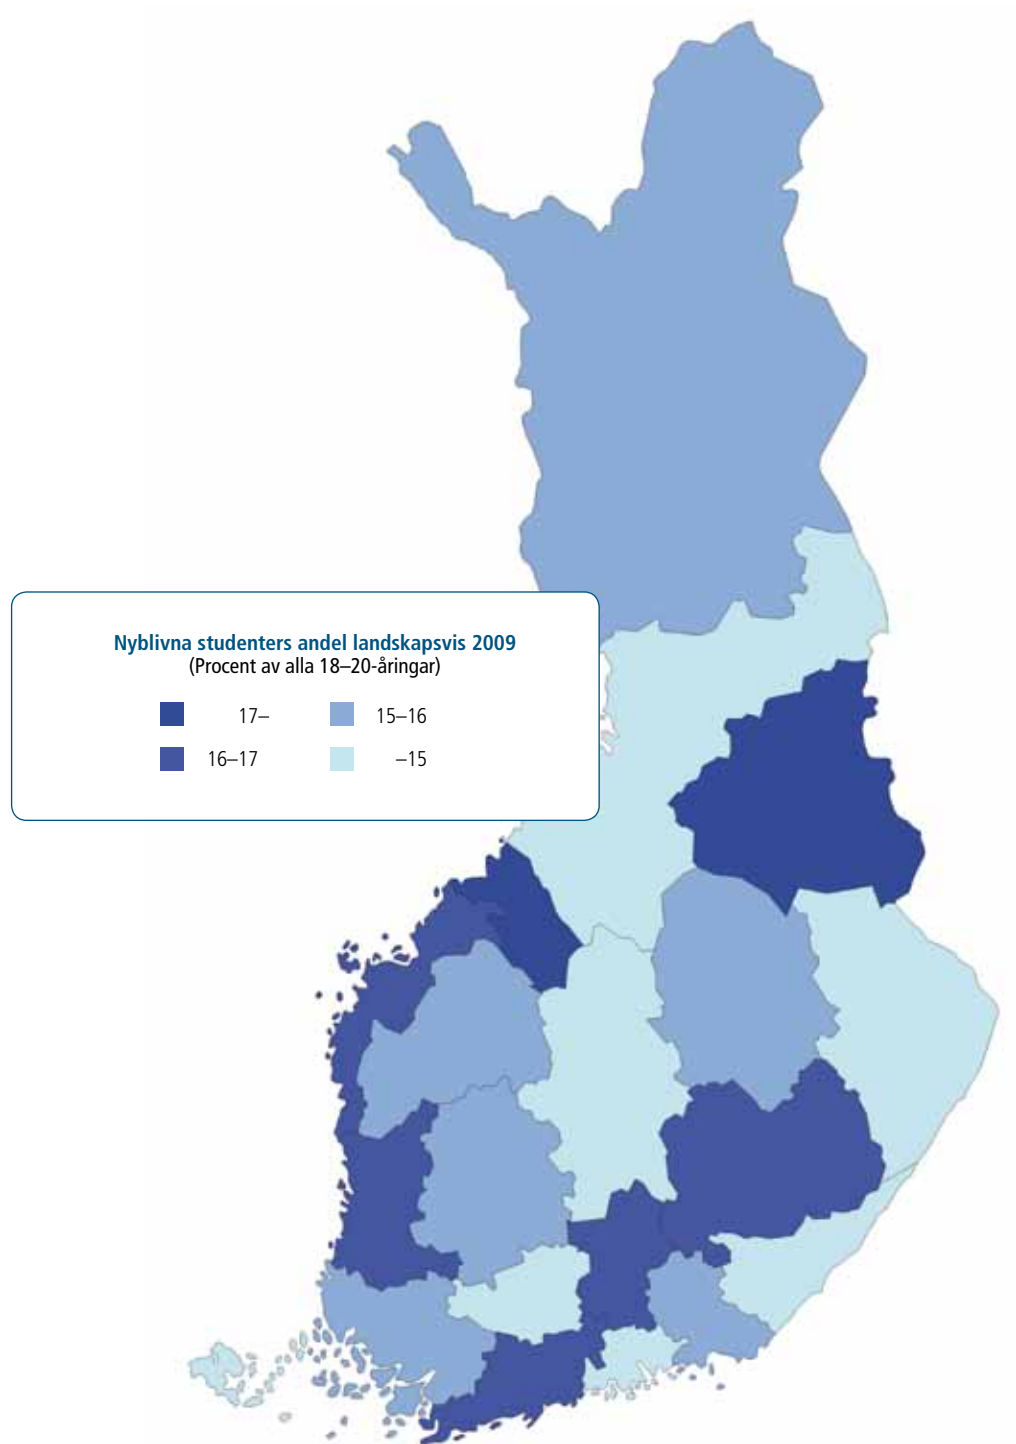 Nyblivna studenters andel landskapsvis 2009
(Procent av alla 18–20-åringar)
17– 15–16
16–17 –15